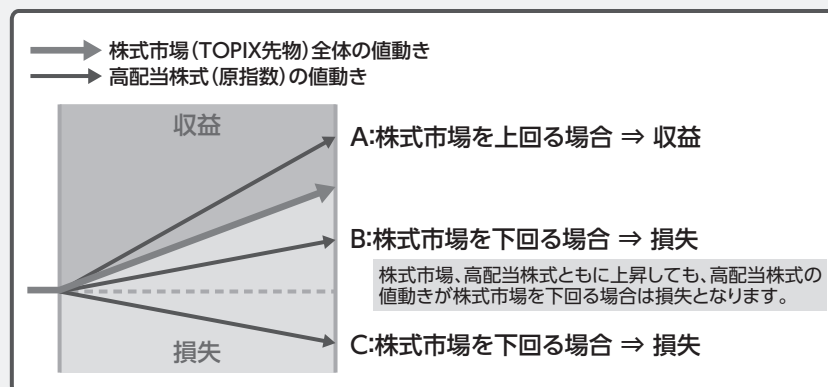 株式市場(TOPIX先物)全体の値動き
高配当株式(原指数)の値動き
収益
A:株式市場を上回る場合 ⇒ 収益
B:株式市場を下回る場合 ⇒ 損失
株式市場、高配当株式ともに上昇しても、高配当株式の
値動きが株式市場を下回る場合は損失となります。
C:株式市場を下回る場合 ⇒ 損失
損失